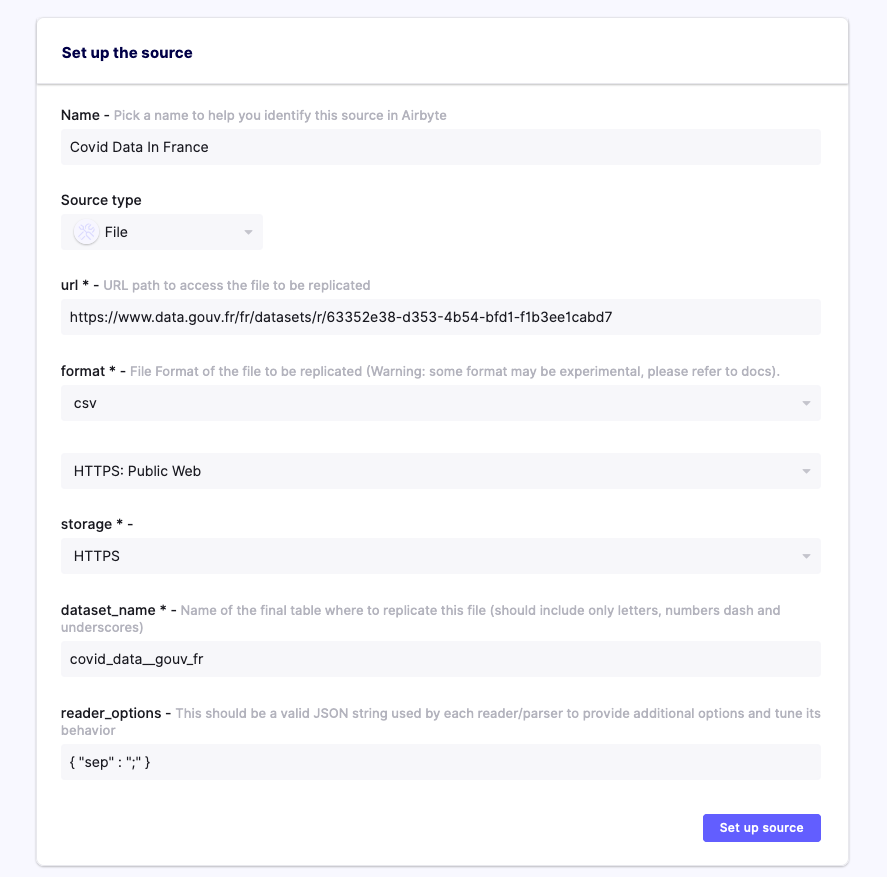 Set up the source
Name - Pick a name to help you identify this source in Airbyte
Covid Data In France
Source type
File
url * - URL path to access the file to be replicated
https://www.data.gouv.fr/fr/datasets/r/63352e38-d353-4b54-bfd1-f1b3ee1cabd7
format * - File Format of the file to be replicated (Warning: some format may be experimental, please refer to docs).
csv
HTTPS: Public Web
storage * -
HTTPS
dataset_name * - Name of the final table where to replicate this file (should include only letters, numbers dash and
underscores)
covid_data__gouv_fr
reader_options - This should be a valid JSON string used by each reader/parser to provide additional options and tune its
behavior
{ "sep" : ";" }
Set up source